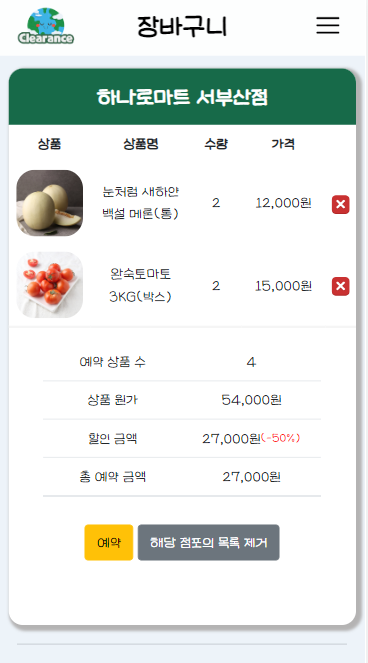 Clearance
장바구니
하나로마트 서부산점
상품 상품명 수량 가격
눈처럼 새하얀
백설 메론(통)
2 12,000원
완숙토마토
3KG(박스)
2 15,000원
예약 상품 수 4
상품 원가 54,000원
할인 금액 27,000원(-50%)
총 예약 금액 27,000원
예약 해당 점포의 목록 제거